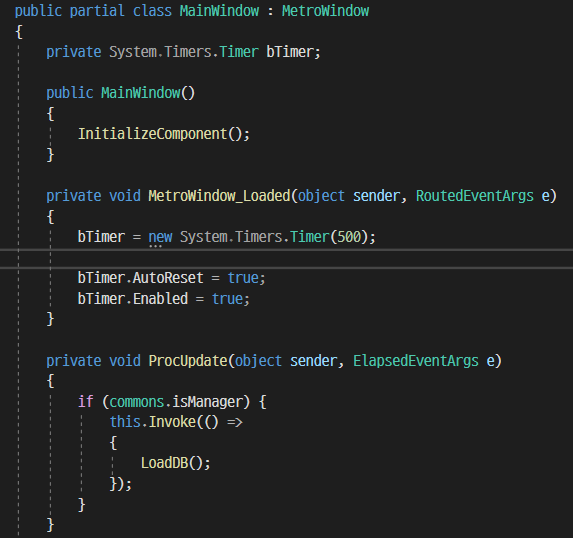 public partial class MainWindow : MetroWindow
{
    private System.Timers.Timer bTimer;

    public MainWindow()
    {
        InitializeComponent();
    }

    private void MetroWindow_Loaded(object sender, RoutedEventArgs e)
    {
        bTimer = new System.Timers.Timer(500);

        bTimer.AutoReset = true;
        bTimer.Enabled = true;
    }

    private void ProcUpdate(object sender, ElapsedEventArgs e)
    {
        if (commons.isManager) {
            this.Invoke(() =>
            {
                LoadDB();
            });
        }
    }